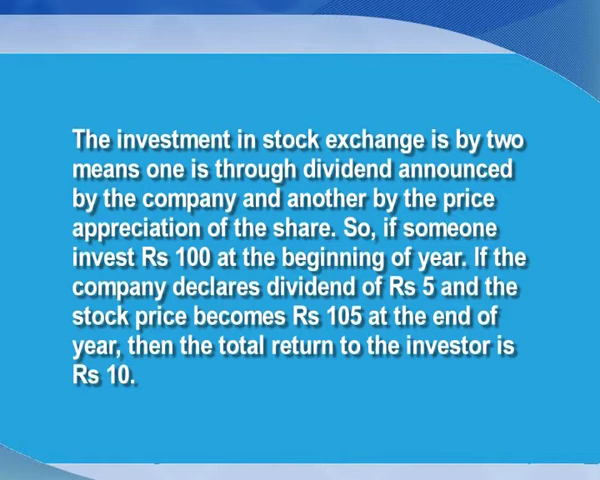 The investment in stock exchange is by two
means one is through dividend announced
by the company and another by the price
appreciation of the share. So, if someone
invest Rs 100 at the beginning of year. If the
company declares dividend of Rs 5 and the
stock price becomes Rs 105 at the end of
year, then the total return to the investor is
Rs 10.